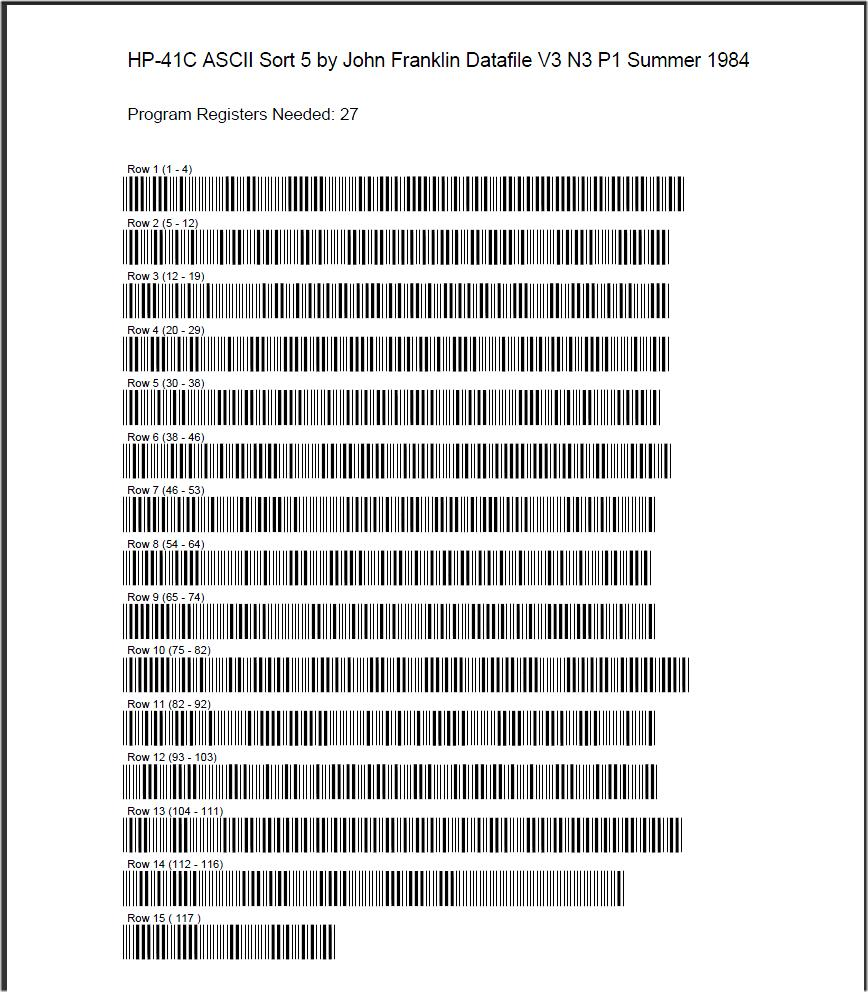 HP-41C ASCII Sort 5 by John Franklin Datafile V3 N3 P1 Summer 1984
Program Registers Needed: 27
Row 1 (1 - 4)
Row 2 (5 - 12)
Row 3 (12 - 19)
Row 4 (20 - 29)
Row 5 (30 - 38)
Row 6 (38 - 46)
Row 7 (46 - 53)
Row 8 (54 - 64)
Row 9 (65 - 74)
Row 10 (75 - 82)
Row 11 (82 - 92)
Row 12 (93 - 103)
Row 13 (104 - 111)
Row 14 (112 - 116)
Row 15 ( 117 )